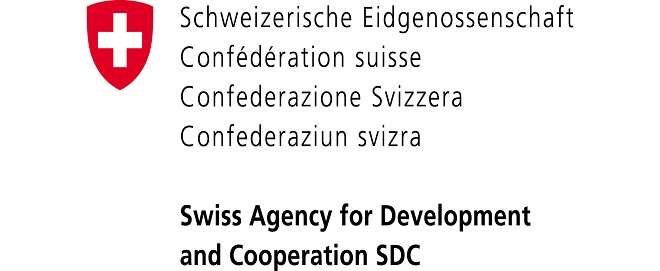 Schweizerische Eidgenossenschaft
Confédération suisse
Confederazione Svizzera
Confederaziun svizra
Swiss Agency for Development
and Cooperation SDC